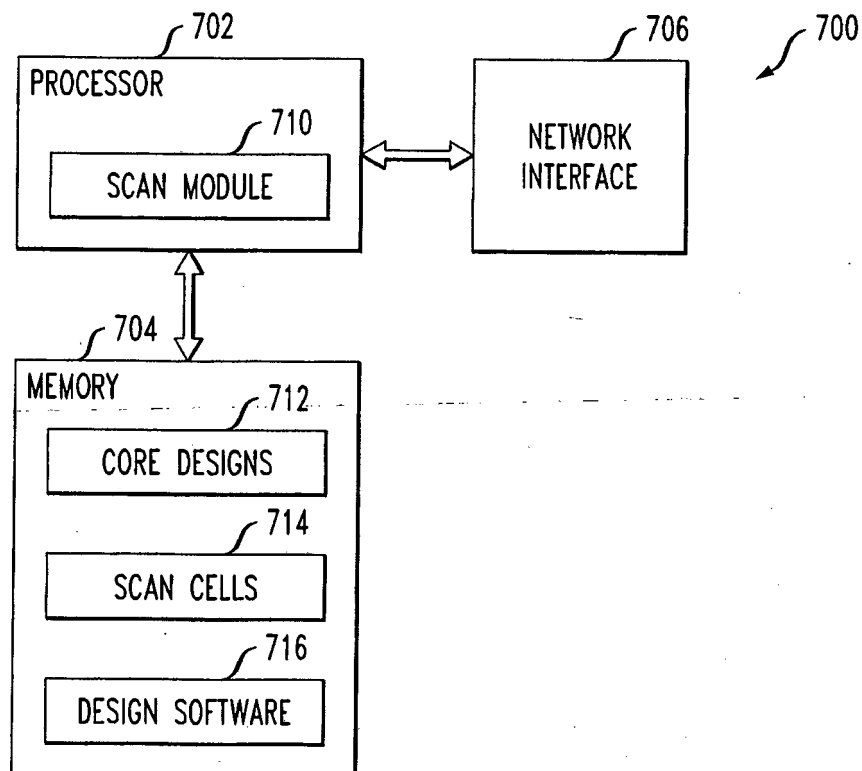 702
706
700
PROCESSOR
710
SCAN MODULE
NETWORK
INTERFACE
704
MEMORY
712
CORE DESIGNS
714
SCAN CELLS
716
DESIGN SOFTWARE